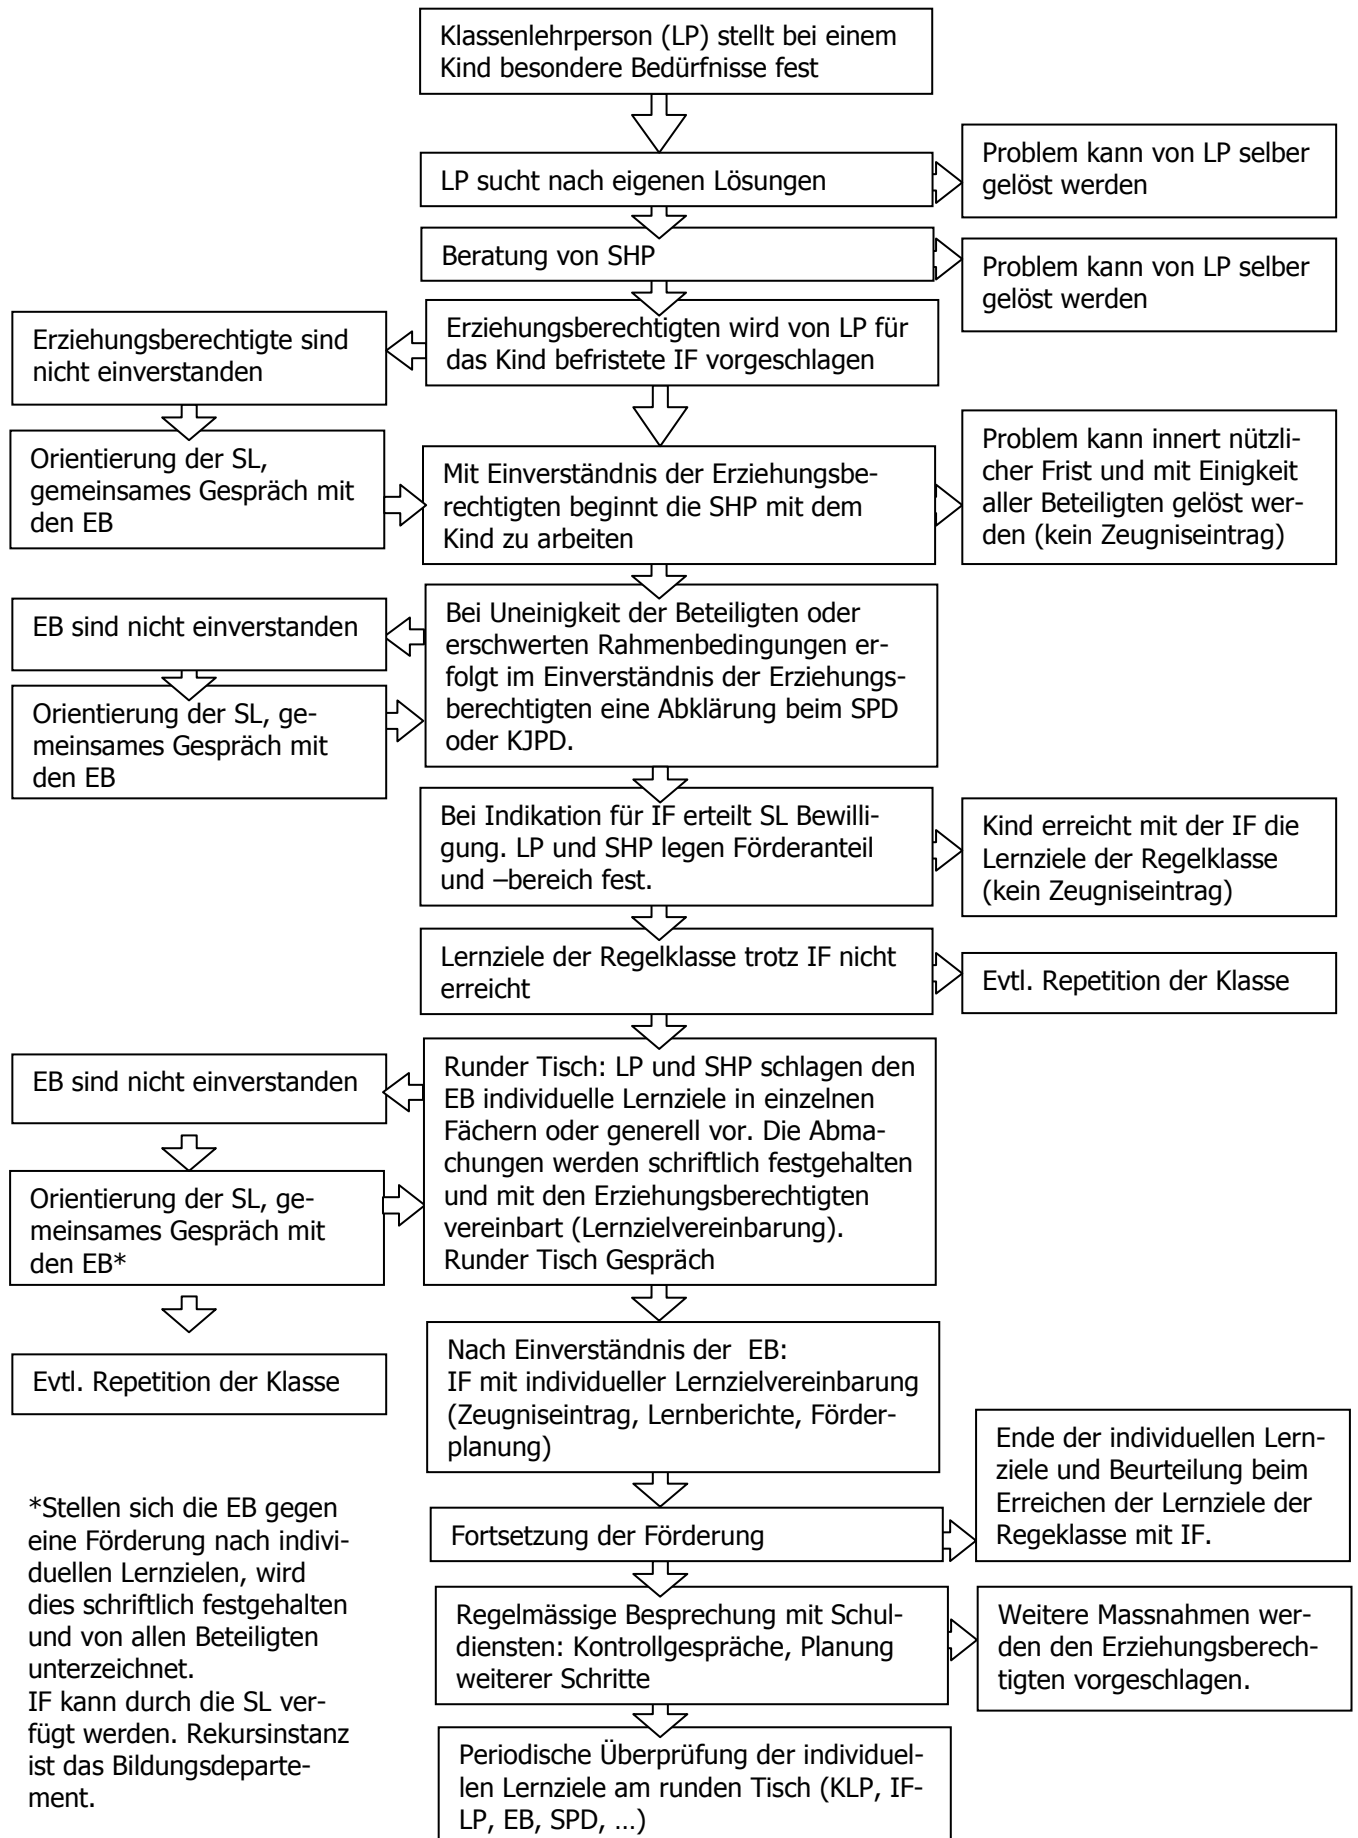 Klassenlehrperson (LP) stellt bei einem
Kind besondere Bedürfnisse fest
LP sucht nach eigenen Lösungen
Problem kann von LP selber
gelöst werden
Beratung von SHP
Problem kann von LP selber
gelöst werden
Erziehungsberechtigten wird von LP für
das Kind befristete IF vorgeschlagen
Erziehungsberechtigte sind
nicht einverstanden
Orientierung der SL,
gemeinsames Gespräch mit
den EB
Mit Einverständnis der Erziehungsbe-
rechtigten beginnt die SHP mit dem
Kind zu arbeiten
Problem kann innert nützli-
cher Frist und mit Einigkeit
aller Beteiligten gelöst wer-
den (kein Zeugniseintrag)
Bei Uneinigkeit der Beteiligten oder
erschwerten Rahmenbedingungen er-
folgt im Einverständnis der Erziehungs-
berechtigten eine Abklärung beim SPD
oder KJPD.
EB sind nicht einverstanden
Orientierung der SL, ge-
meinsames Gespräch mit
den EB
Bei Indikation für IF erteilt SL Bewilli-
gung. LP und SHP legen Förderanteil
und –bereich fest.
Kind erreicht mit der IF die
Lernziele der Regelklasse
(kein Zeugniseintrag)
Lernziele der Regelklasse trotz IF nicht
erreicht
Evtl. Repetition der Klasse
Runder Tisch: LP und SHP schlagen den
EB individuelle Lernziele in einzelnen
Fächern oder generell vor. Die Abma-
chungen werden schriftlich festgehalten
und mit den Erziehungsberechtigten
vereinbart (Lernzielvereinbarung).
Runder Tisch Gespräch
EB sind nicht einverstanden
Orientierung der SL, ge-
meinsames Gespräch mit
den EB*
Evtl. Repetition der Klasse
Nach Einverständnis der  EB:
IF mit individueller Lernzielvereinbarung
(Zeugniseintrag, Lernberichte, Förder-
planung)
Fortsetzung der Förderung
Ende der individuellen Lern-
ziele und Beurteilung beim
Erreichen der Lernziele der
Regeklasse mit IF.
Regelmässige Besprechung mit Schul-
diensten: Kontrollgespräche, Planung
weiterer Schritte
Weitere Massnahmen wer-
den den Erziehungsberech-
tigten vorgeschlagen.
Periodische Überprüfung der individuel-
len Lernziele am runden Tisch (KLP, IF-
LP, EB, SPD, ...)
*Stellen sich die EB gegen
eine Förderung nach indivi-
duellen Lernzielen, wird
dies schriftlich festgehalten
und von allen Beteiligten
unterzeichnet.
IF kann durch die SL ver-
fügt werden. Rekursinstanz
ist das Bildungsdeparte-
ment.